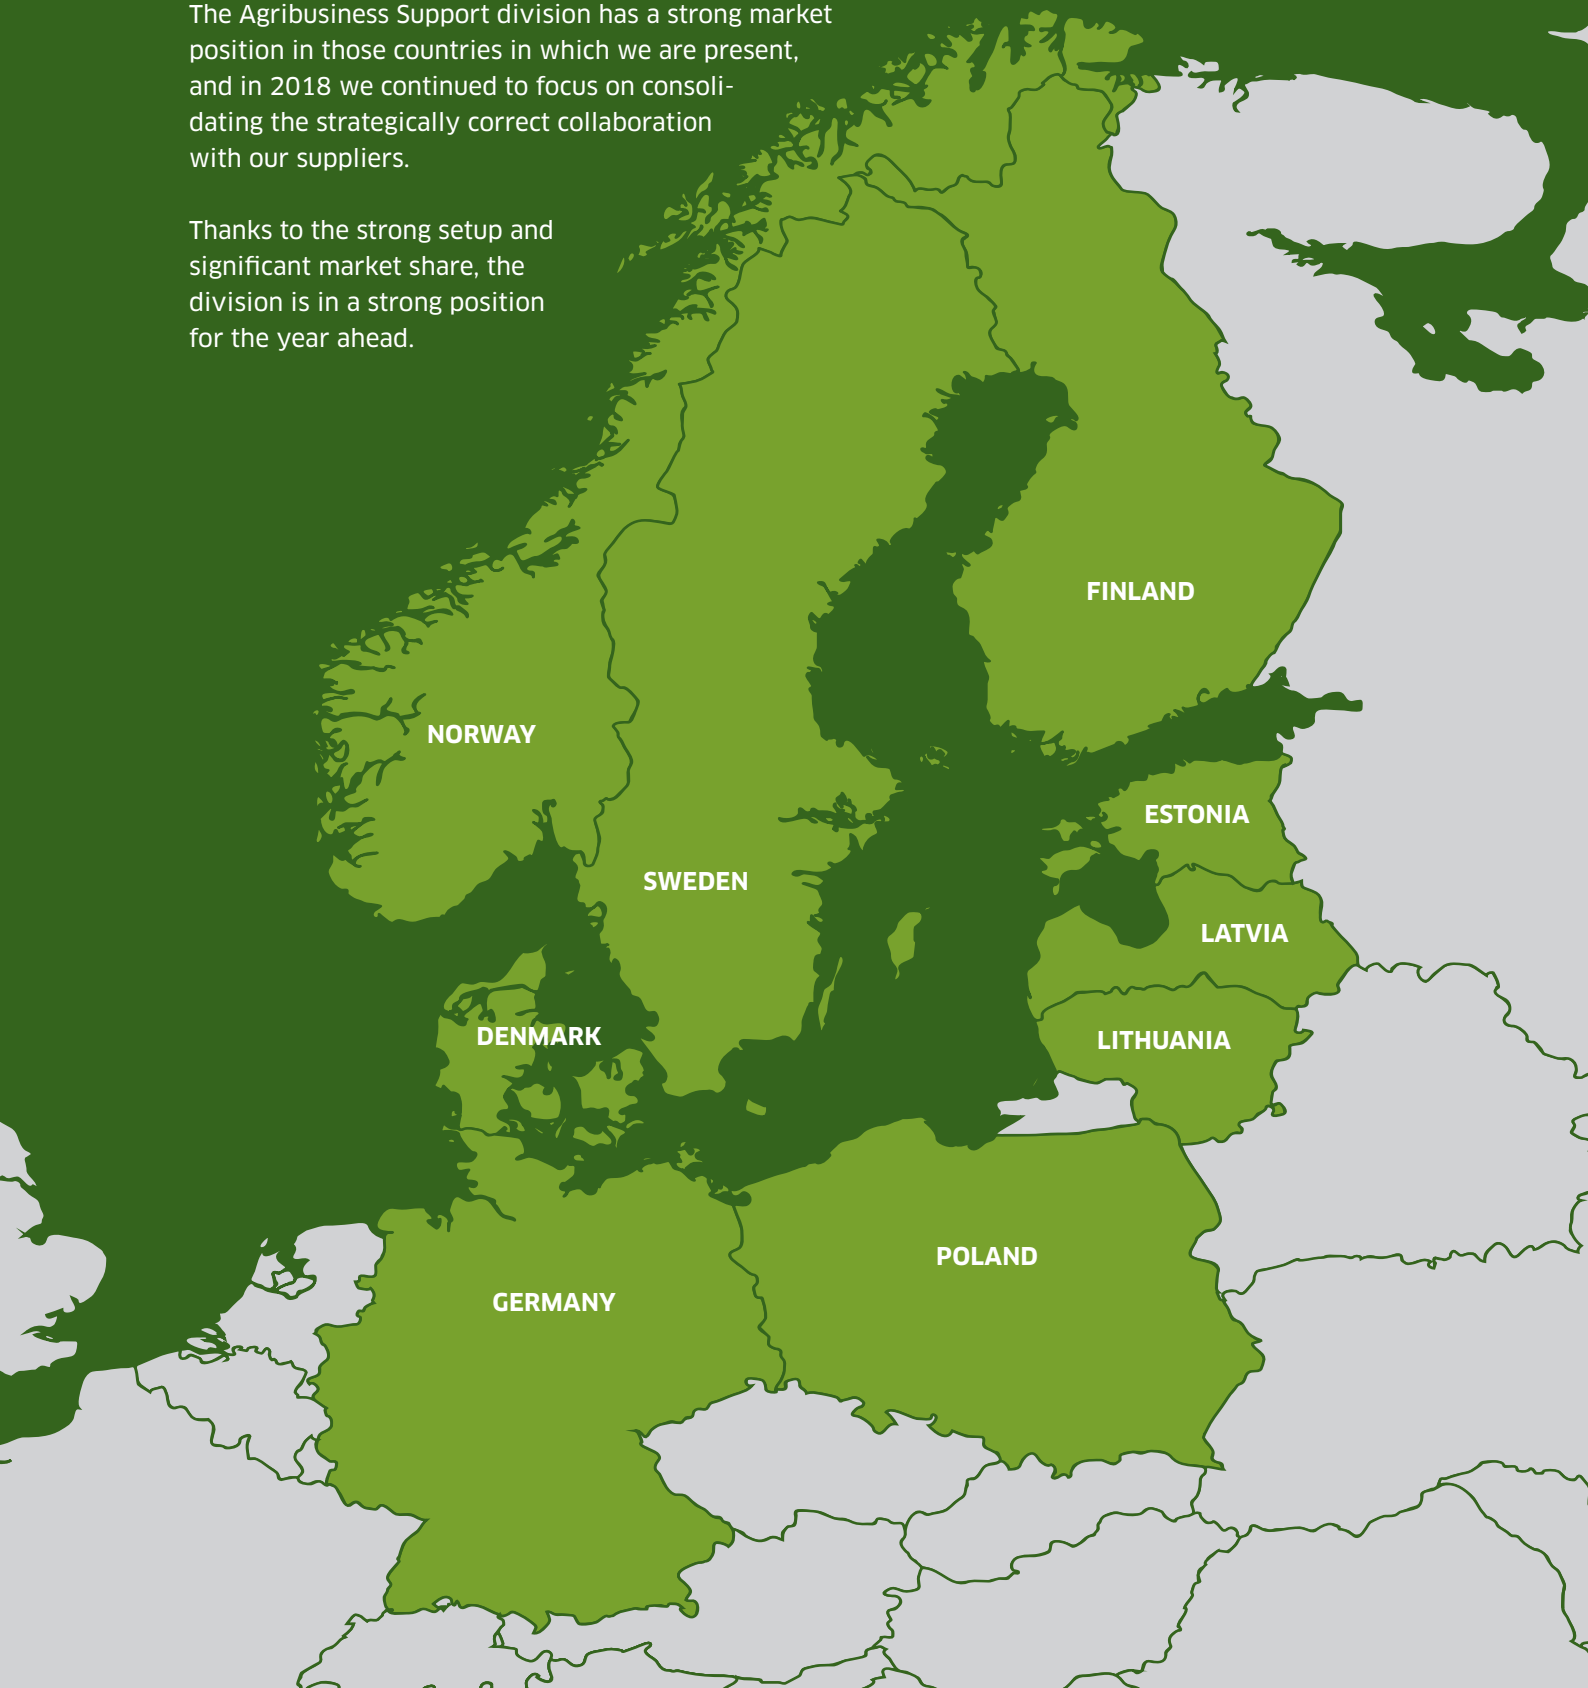 The Agribusiness Support division has a strong market
position in those countries in which we are present,
and in 2018 we continued to focus on consoli-
dating the strategically correct collaboration
with our suppliers.
Thanks to the strong setup and
significant market share, the
division is in a strong position
for the year ahead.
FINLAND
NORWAY
ESTONIA
SWEDEN
LATVIA
DENMARK
LITHUANIA
POLAND
GERMANY